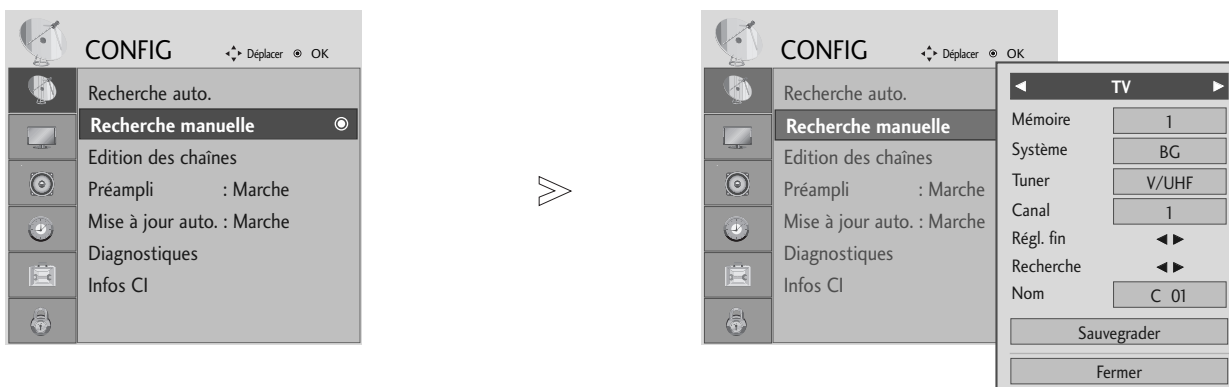 CONFIG Déplacer OK
Recherche auto.
Recherche manuelle
Edition des chaînes
Préampli : Marche
Mise à jour auto. : Marche
Diagnostiques
Infos CI
CONFIG Déplacer OK
Recherche auto.
Recherche manuelle
Edition des chaînes
Préampli : Marche
Mise à jour auto. : Marche
Diagnostiques
Infos CI
TV
Mémoire 1
Système BG
Tuner V/UHF
Canal 1
Régl. fin
Recherche
Nom C 01
Sauvegrader
Fermer